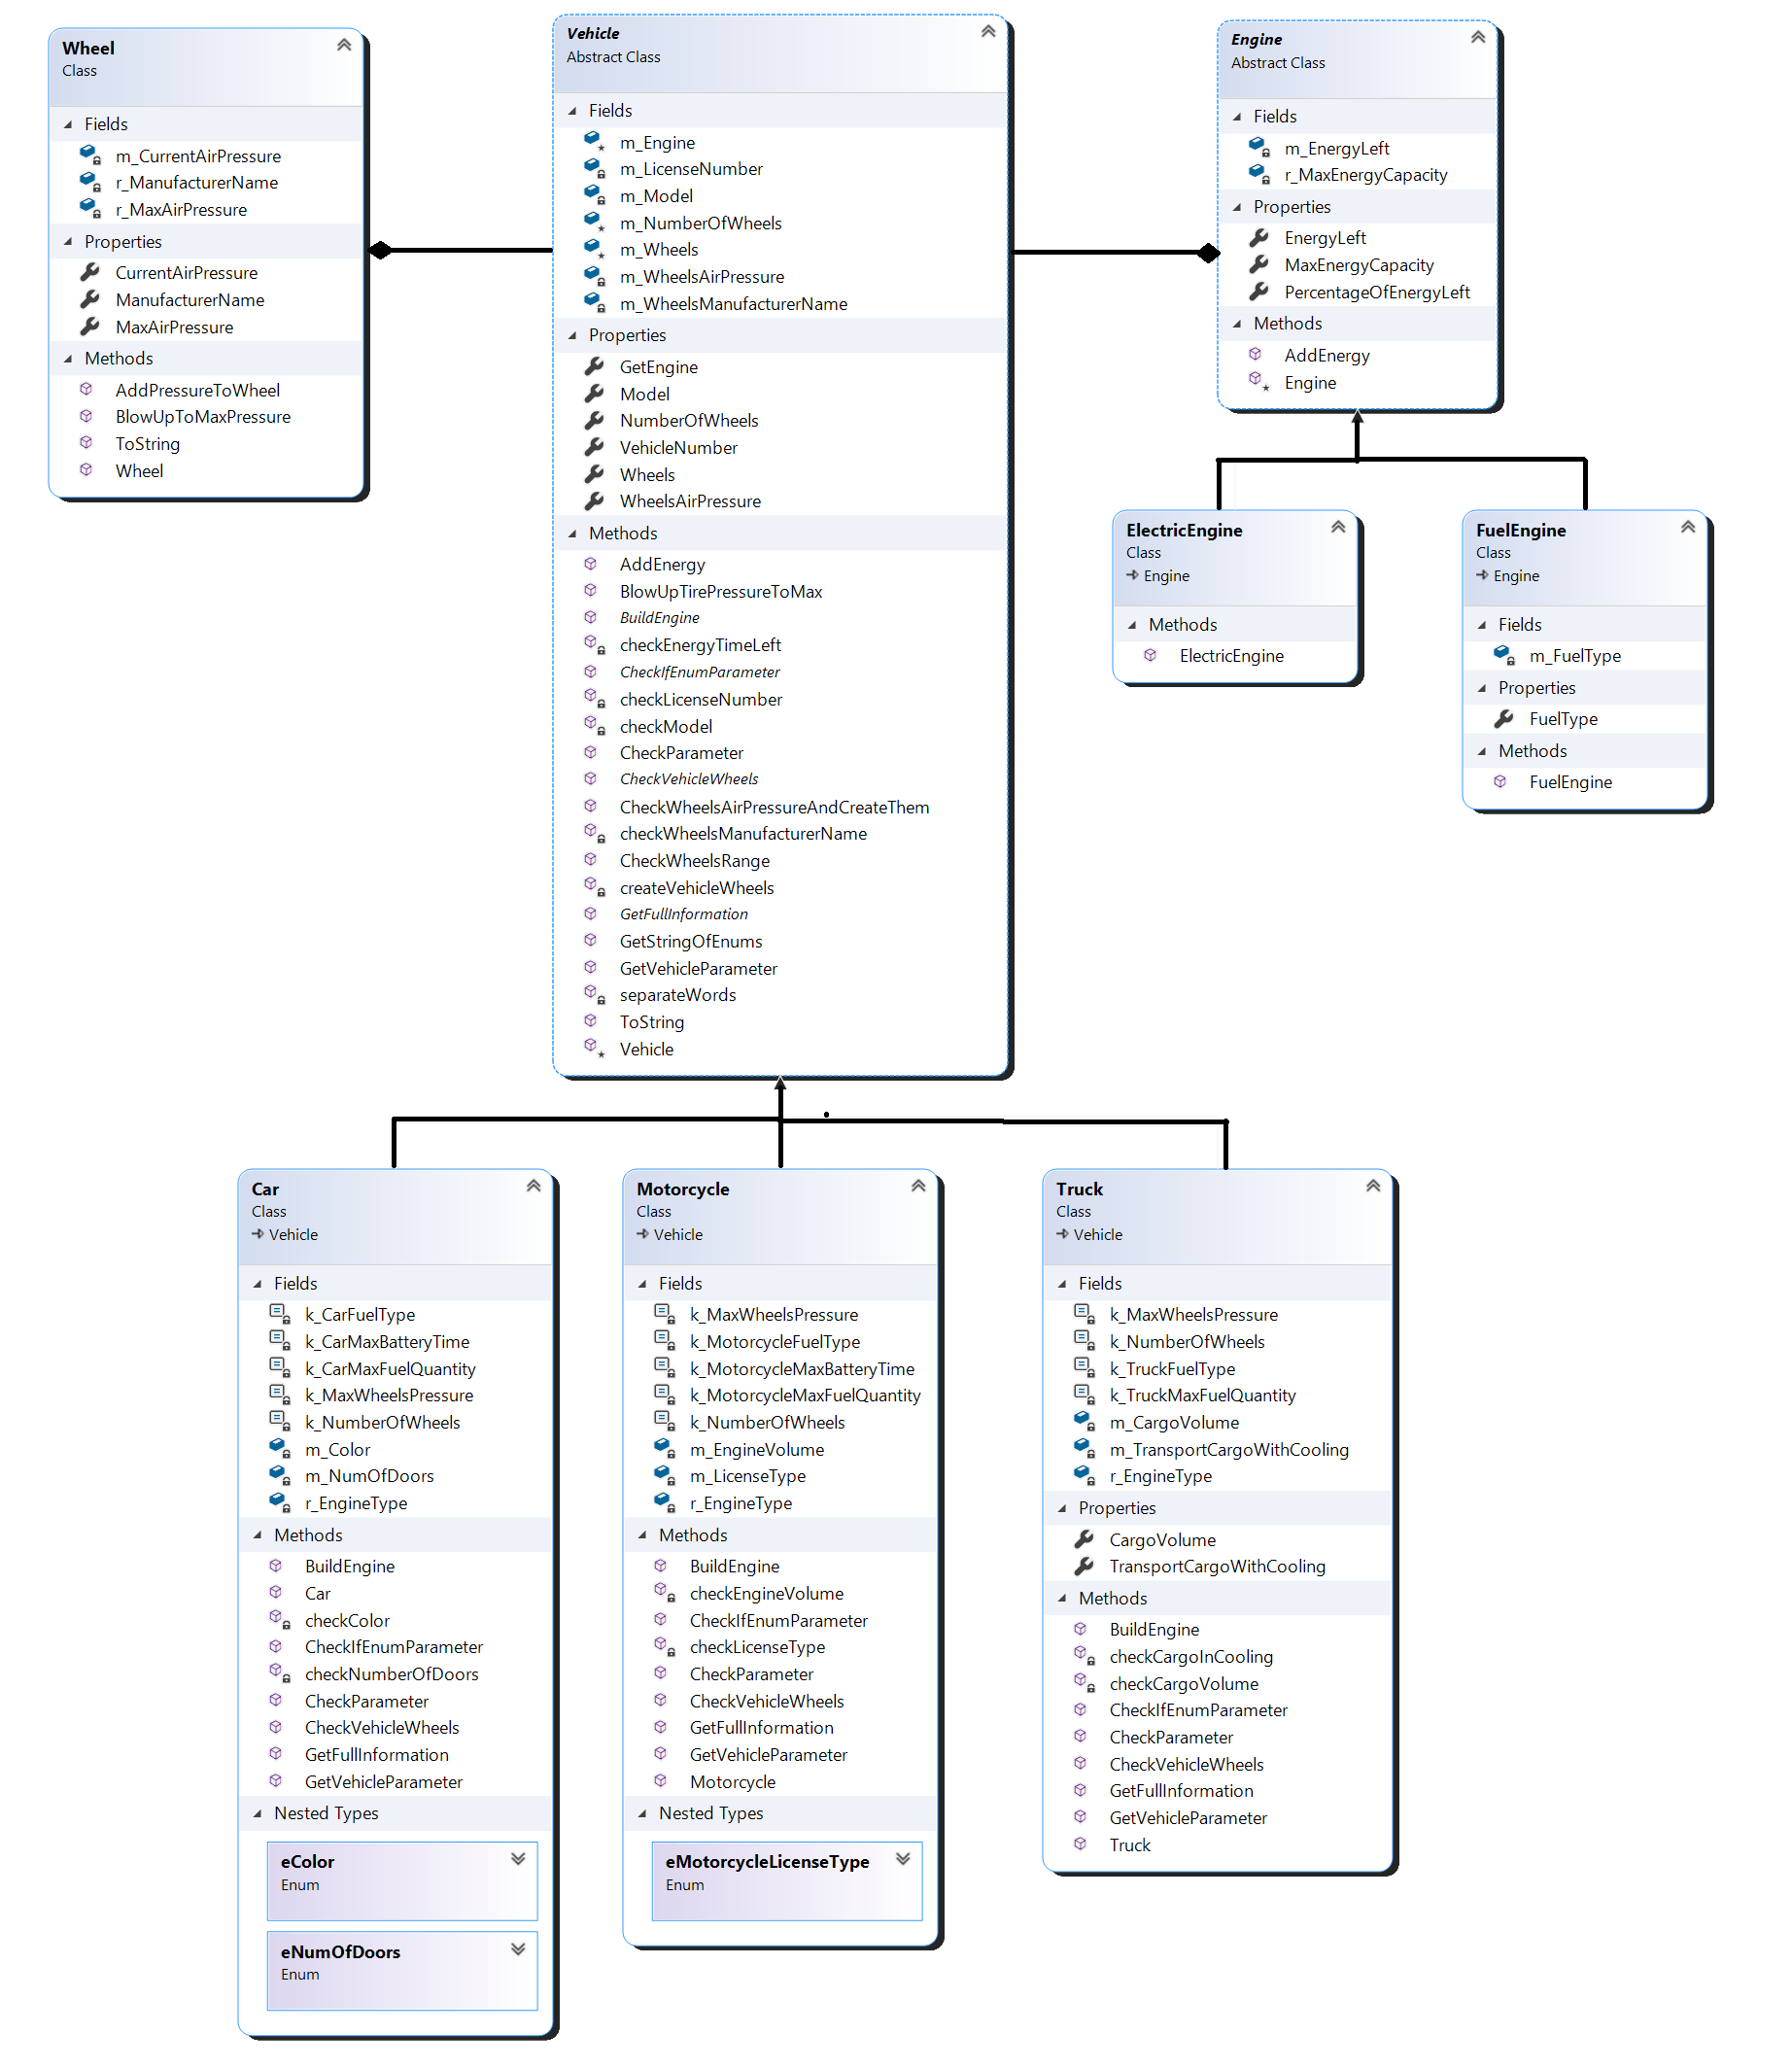 Wheel
Class
Fields
m_CurrentAirPressure
r_ManufacturerName
r_MaxAirPressure
Properties
CurrentAirPressure
ManufacturerName
MaxAirPressure
Methods
AddPressureToWheel
BlowUpToMaxPressure
ToString
Wheel
Vehicle
Abstract Class
Fields
m_Engine
m_LicenseNumber
m_Model
m_NumberOfWheels
m_Wheels
m_WheelsAirPressure
m_WheelsManufacturerName
Properties
GetEngine
Model
NumberOfWheels
VehicleNumber
Wheels
WheelsAirPressure
Methods
AddEnergy
BlowUpTirePressureToMax
BuildEngine
checkEnergyTimeLeft
CheckIfEnumParameter
checkLicenseNumber
checkModel
CheckParameter
CheckVehicleWheels
CheckWheelsAirPressureAndCreateThem
checkWheelsManufacturerName
CheckWheelsRange
createVehicleWheels
GetFullInformation
GetStringOfEnums
GetVehicleParameter
separateWords
ToString
Vehicle
Engine
Abstract Class
Fields
m_EnergyLeft
r_MaxEnergyCapacity
Properties
EnergyLeft
MaxEnergyCapacity
PercentageOfEnergyLeft
Methods
AddEnergy
Engine
ElectricEngine
Class
Engine
Methods
ElectricEngine
FuelEngine
Class
Engine
Fields
m_FuelType
Properties
FuelType
Methods
FuelEngine
Car
Class
Vehicle
Fields
k_CarFuelType
k_CarMaxBatteryTime
k_CarMaxFuelQuantity
k_MaxWheelsPressure
k_NumberOfWheels
m_Color
m_NumOfDoors
r_EngineType
Methods
BuildEngine
Car
checkColor
CheckIfEnumParameter
checkNumberOfDoors
CheckParameter
CheckVehicleWheels
GetFullInformation
GetVehicleParameter
Nested Types
eColor
Enum
eNumOfDoors
Enum
Motorcycle
Class
Vehicle
Fields
k_MaxWheelsPressure
k_MotorcycleFuelType
k_MotorcycleMaxBatteryTime
k_MotorcycleMaxFuelQuantity
k_NumberOfWheels
m_EngineVolume
m_LicenseType
r_EngineType
Methods
BuildEngine
checkEngineVolume
CheckIfEnumParameter
checkLicenseType
CheckParameter
CheckVehicleWheels
GetFullInformation
GetVehicleParameter
Motorcycle
Nested Types
eMotorcycleLicenseType
Enum
Truck
Class
Vehicle
Fields
k_MaxWheelsPressure
k_NumberOfWheels
k_TruckFuelType
k_TruckMaxFuelQuantity
m_CargoVolume
m_TransportCargoWithCooling
r_EngineType
Properties
CargoVolume
TransportCargoWithCooling
Methods
BuildEngine
checkCargoInCooling
checkCargoVolume
CheckIfEnumParameter
CheckParameter
CheckVehicleWheels
GetFullInformation
GetVehicleParameter
Truck